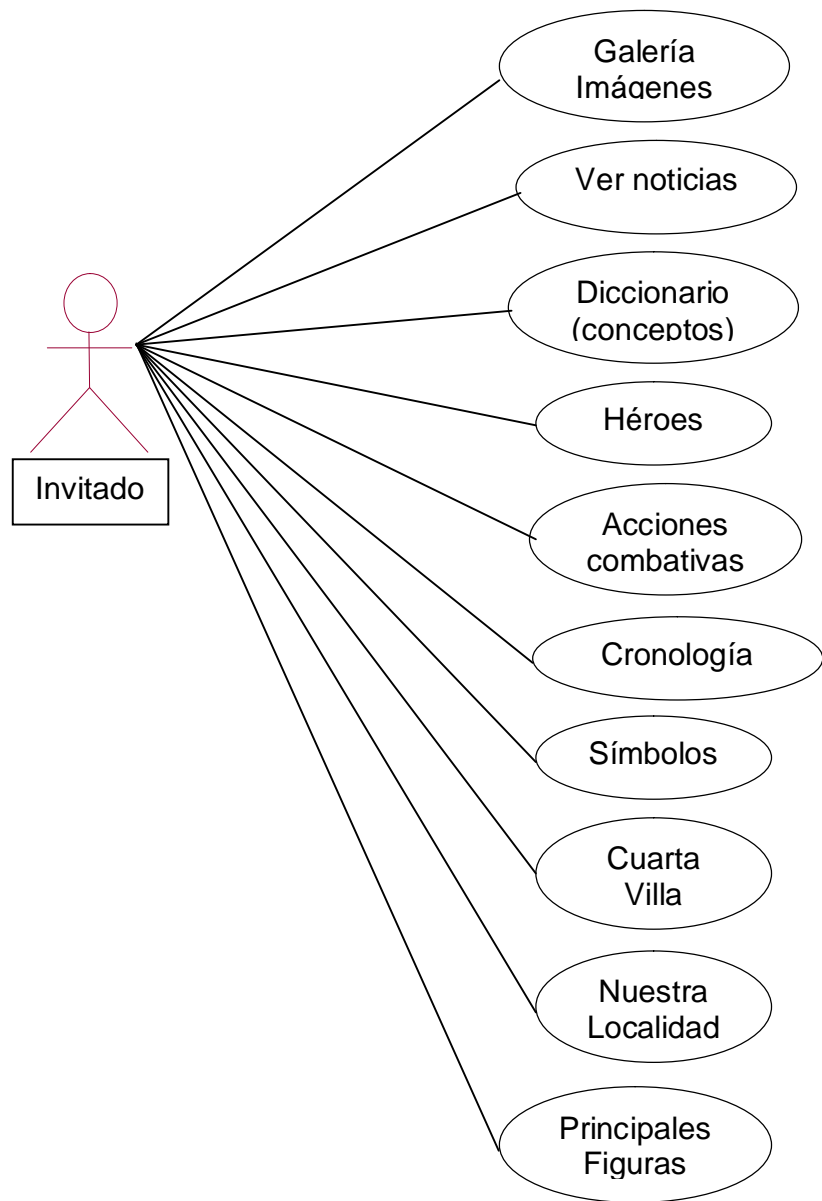 Galería
Imágenes
Ver noticias
Diccionario
(conceptos)
Héroes
Invitado
Acciones
combativas
Cronología
Símbolos
Cuarta
Villa
Nuestra
Localidad
Principales
Figuras